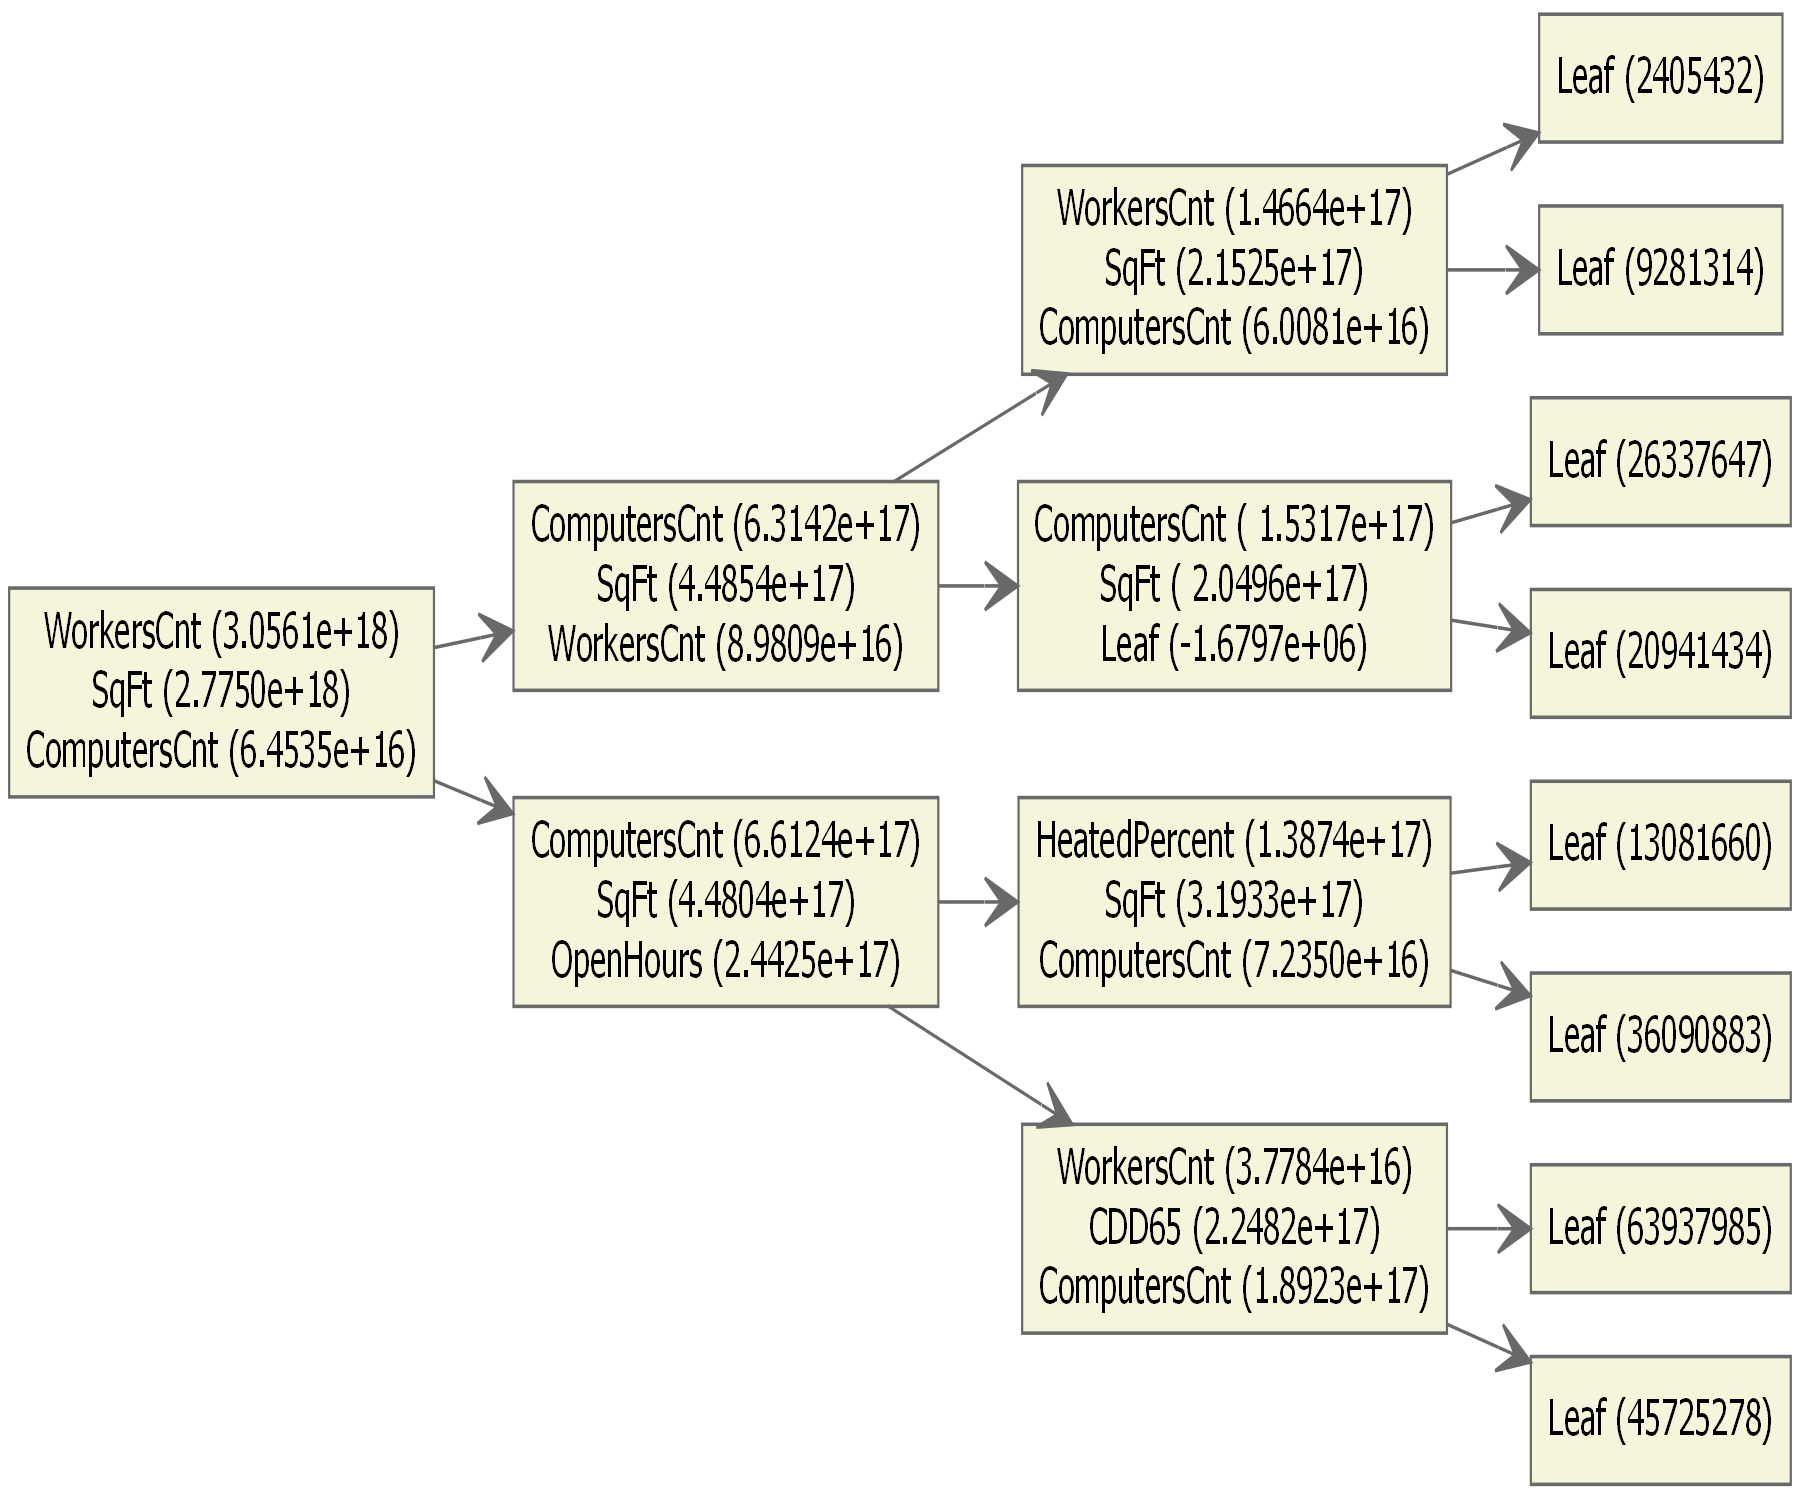 WorkersCnt (3.0561e+18)
SqFt (2.7750e+18)
ComputersCnt (6.4535e+16)
ComputersCnt (6.3142e+17)
SqFt (4.4854e+17)
WorkersCnt (8.9809e+16)
ComputersCnt (6.6124e+17)
SqFt (4.4804e+17)
OpenHours (2.4425e+17)
WorkersCnt (1.4664e+17)
SqFt (2.1525e+17)
ComputersCnt (6.0081e+16)
ComputersCnt ( 1.5317e+17)
SqFt ( 2.0496e+17)
Leaf (-1.6797e+06)
HeatedPercent (1.3874e+17)
SqFt (3.1933e+17)
ComputersCnt (7.2350e+16)
WorkersCnt (3.7784e+16)
CDD65 (2.2482e+17)
ComputersCnt (1.8923e+17)
Leaf (2405432)
Leaf (9281314)
Leaf (26337647)
Leaf (20941434)
Leaf (13081660)
Leaf (36090883)
Leaf (63937985)
Leaf (45725278)